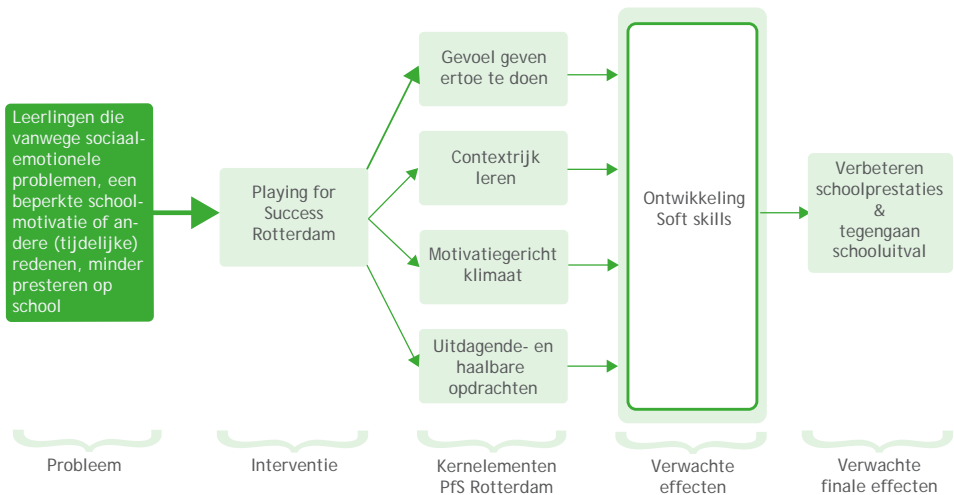 Leerlingen die
vanwege sociaal-
emotionele
problemen, een
beperkte school-
motivatie of an-
dere (tijdelijke)
redenen, minder
presteren op
school
Playing for
Success
Rotterdam
Gevoel geven
ertoe te doen
Contextrijk
leren
Motivatiegericht
klimaat
Uitdagende- en
haalbare
opdrachten
Ontwikkeling
Soft skills
Verbeteren
schoolprestaties
&
tegengaan
schooluitval
Probleem
Interventie
Kernelementen
PfS Rotterdam
Verwachte
effecten
Verwachte
finale effecten